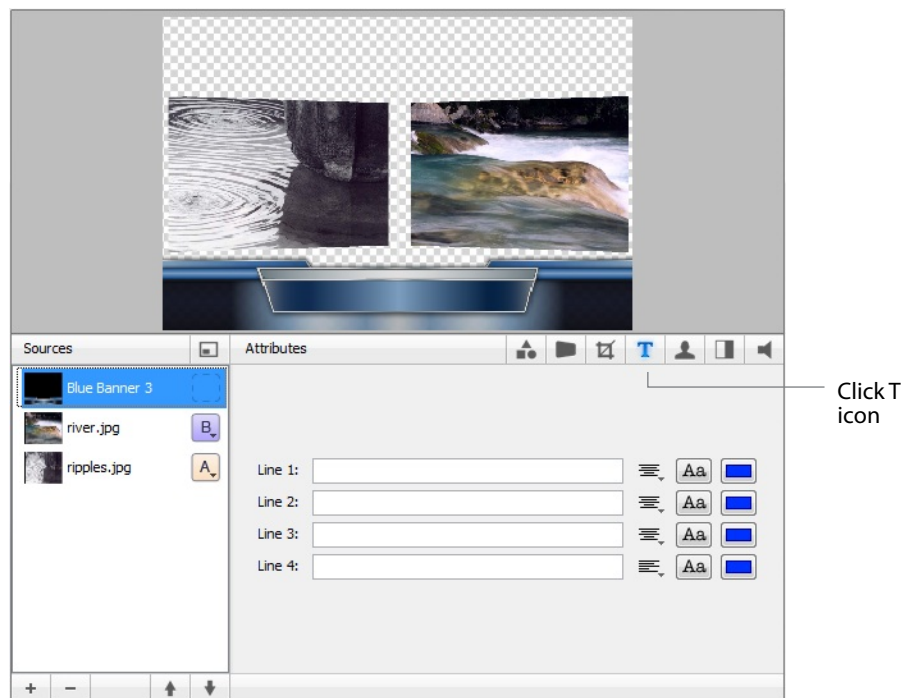 Sources
Attributes
T
Click T
icon
Blue Banner 3
river.jpg
B
ripples.jpg
A
Line 1:
Aa
Line 2:
Aa
Line 3:
Aa
Line 4:
Aa